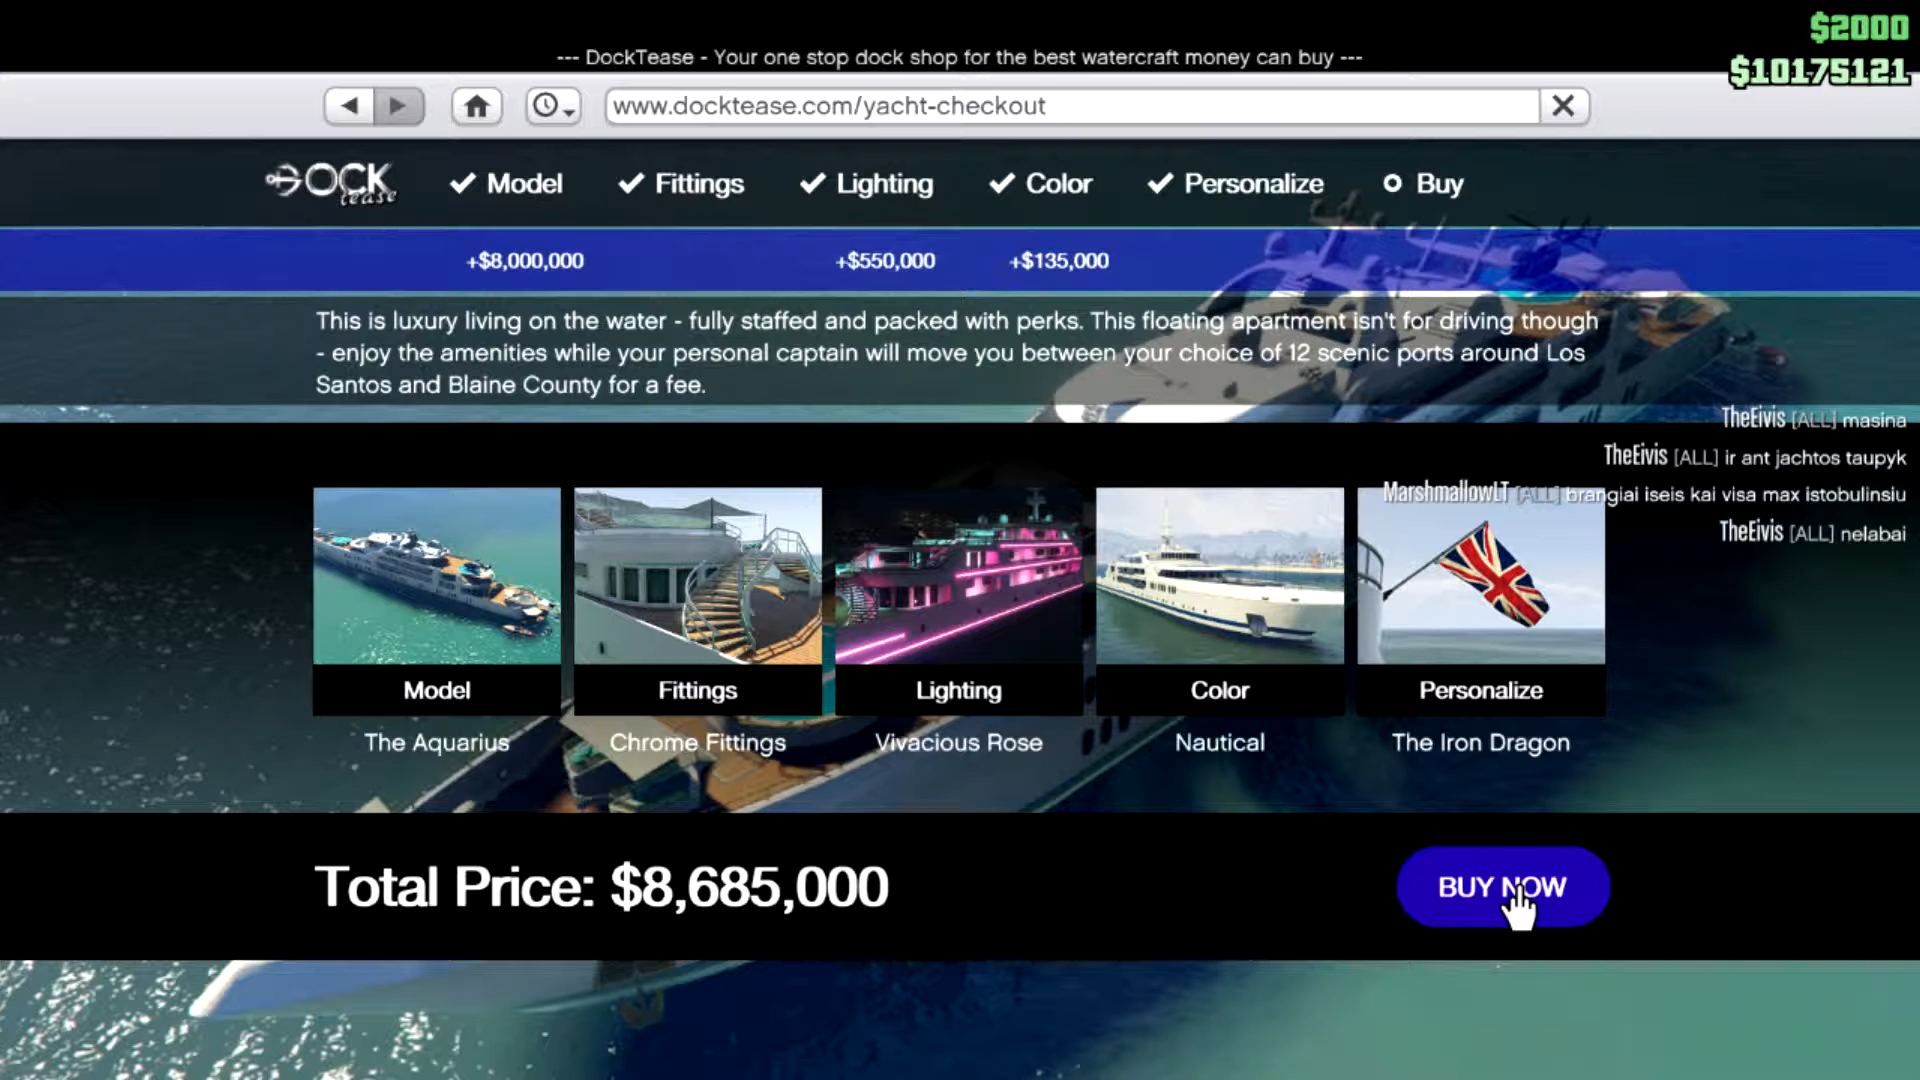 $2000
$10175121
--- DockTease - Your one stop dock shop for the best watercraft money can buy ---
www.docktease.com/yacht-checkout
DOCK
tease
Model
Fittings
Lighting
Color
Personalize
Buy
+$8,000,000
+$550,000
+$135,000
This is luxury living on the water - fully staffed and packed with perks. This floating apartment isn't for driving though
- enjoy the amenities while your personal captain will move you between your choice of 12 scenic ports around Los
Santos and Blaine County for a fee.
TheEivis [ALL] masina
TheEivis [ALL] ir ant jachtos taupyk
MarshmallowLT [ALL] brangiai iseis kai visa max istobulinsiu
TheEivis [ALL] nelabai
Model
Fittings
Lighting
Color
Personalize
The Aquarius
Chrome Fittings
Vivacious Rose
Nautical
The Iron Dragon
Total Price: $8,685,000
BUY NOW